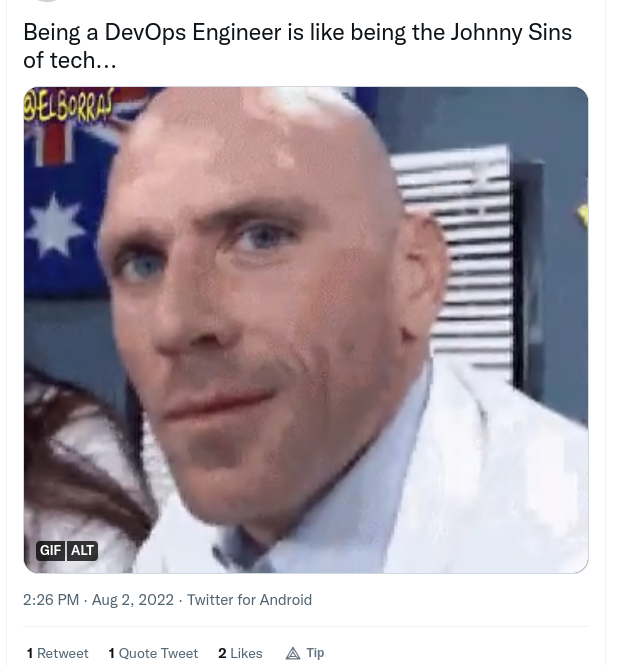 Being a DevOps Engineer is like being the Johnny Sins
of tech...
@ELBORRAS
GIF ALT
2:26 PM · Aug 2, 2022 · Twitter for Android
1 Retweet 1 Quote Tweet 2 Likes Tip